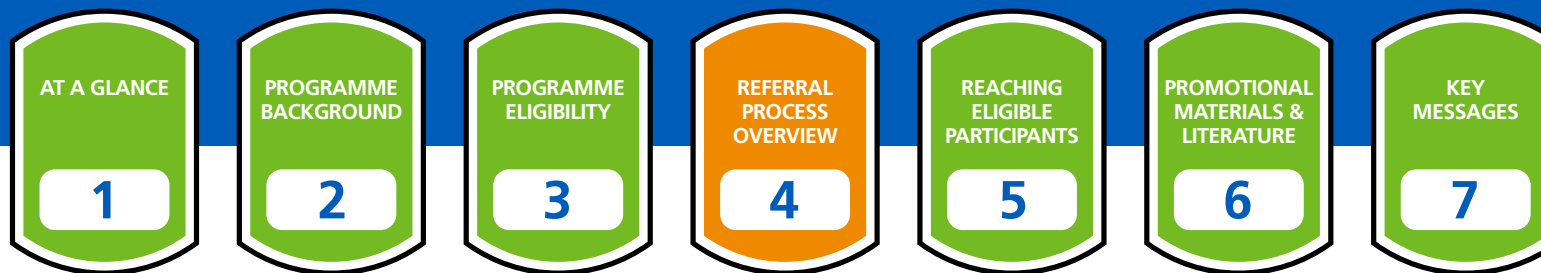 AT A GLANCE
1
PROGRAMME
BACKGROUND
2
PROGRAMME
ELIGIBILITY
3
REFERRAL
PROCESS
OVERVIEW
4
REACHING
ELIGIBLE
PARTICIPANTS
5
PROMOTIONAL
MATERIALS &
LITERATURE
6
KEY
MESSAGES
7